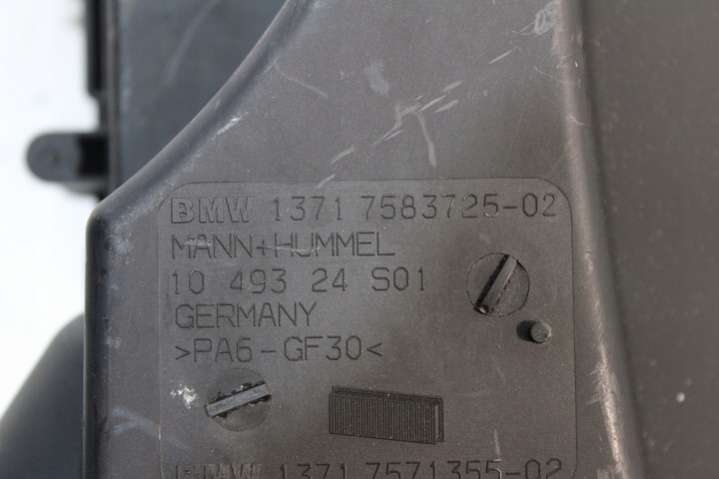 BMW 1371 7583725-02
MANN+HUMMEL
10 493 24 S01
GERMANY
>PA6-GF30<
BMW 1371 7571355-02